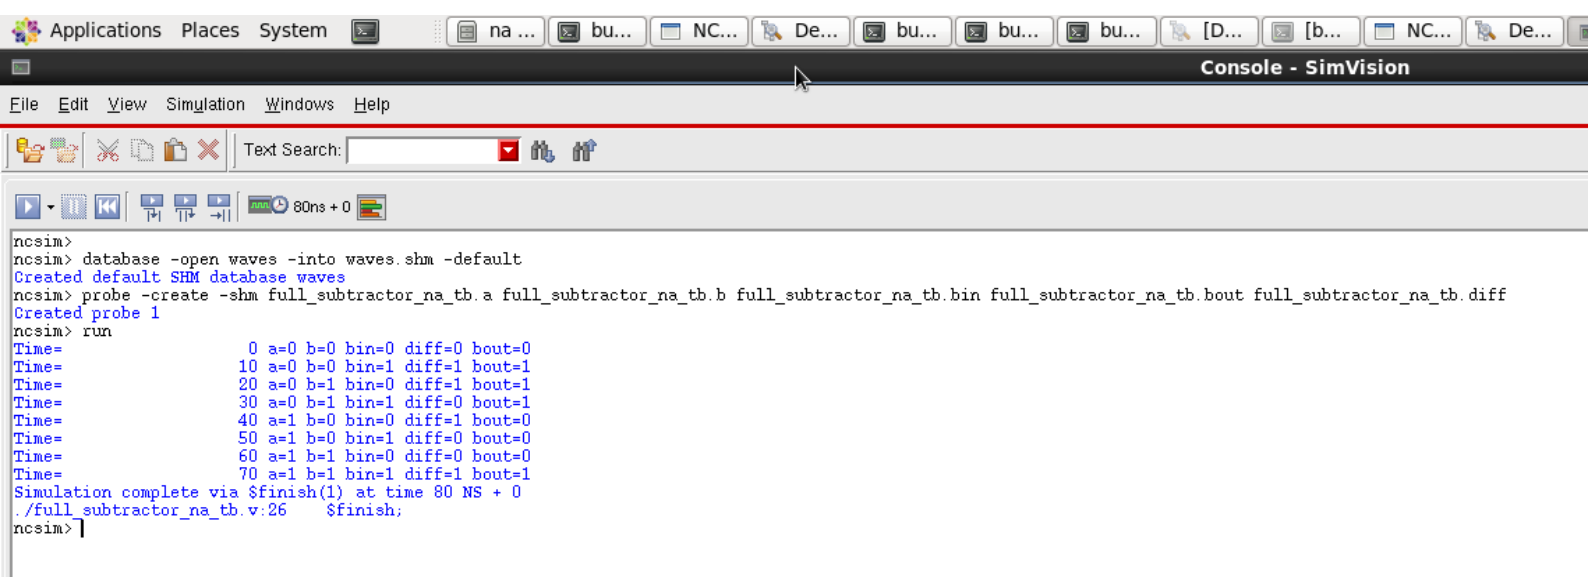 Applications Places System na ... bu... NC... De... bu... bu... bu... [D... [b... NC... De...
Console - SimVision
File Edit View Simulation Windows Help
Text Search:
80ns + 0
ncsim>
ncsim> database -open waves -into waves.shm -default
Created default SHM database waves
ncsim> probe -create -shm full_subtractor_na_tb.a full_subtractor_na_tb.b full_subtractor_na_tb.bin full_subtractor_na_tb.bout full_subtractor_na_tb.diff
Created probe 1
ncsim> run
Time=                    0 a=0 b=0 bin=0 diff=0 bout=0
Time=                   10 a=0 b=0 bin=1 diff=1 bout=1
Time=                   20 a=0 b=1 bin=0 diff=1 bout=1
Time=                   30 a=0 b=1 bin=1 diff=0 bout=1
Time=                   40 a=1 b=0 bin=0 diff=1 bout=0
Time=                   50 a=1 b=0 bin=1 diff=0 bout=0
Time=                   60 a=1 b=1 bin=0 diff=0 bout=0
Time=                   70 a=1 b=1 bin=1 diff=1 bout=1
Simulation complete via $finish(1) at time 80 NS + 0
./full_subtractor_na_tb.v:26    $finish;
ncsim>